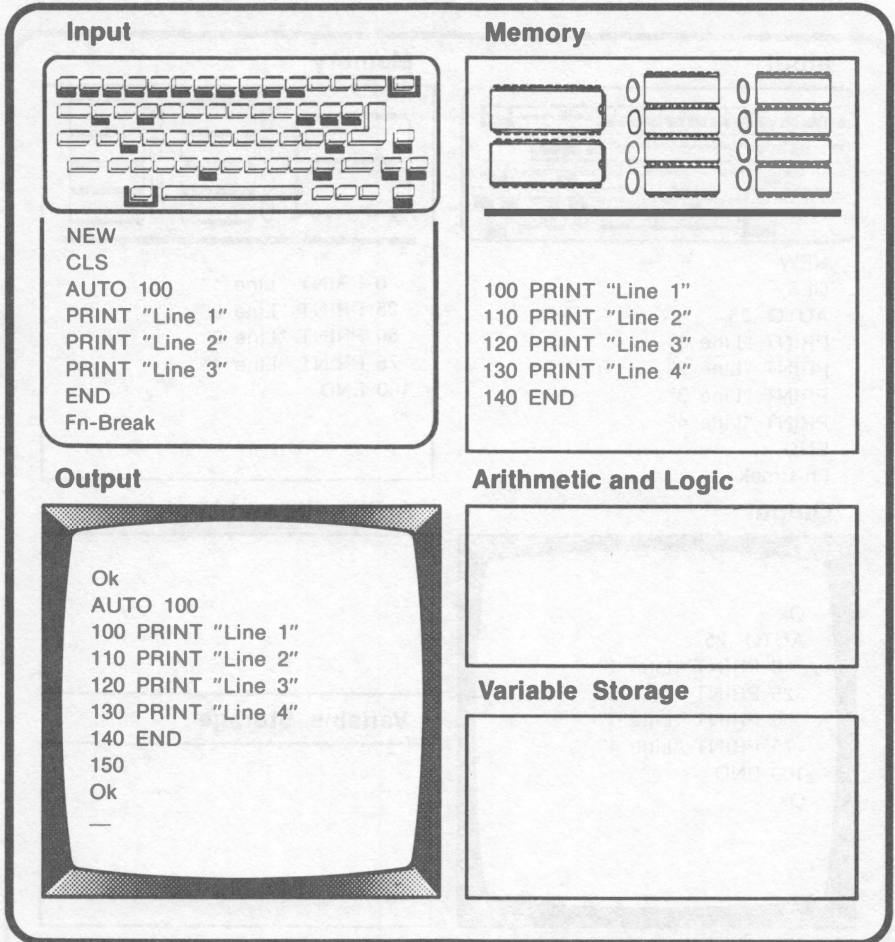 Input
NEW
CLS
AUTO 100
PRINT "Line 1"
PRINT "Line 2"
PRINT "Line 3"
END
Fn-Break
Memory
100 PRINT "Line 1"
110 PRINT "Line 2"
120 PRINT "Line 3"
130 PRINT "Line 4"
140 END
Output
Ok
AUTO 100
100 PRINT "Line 1"
110 PRINT "Line 2"
120 PRINT "Line 3"
130 PRINT "Line 4"
140 END
150
Ok
Arithmetic and Logic
Variable Storage